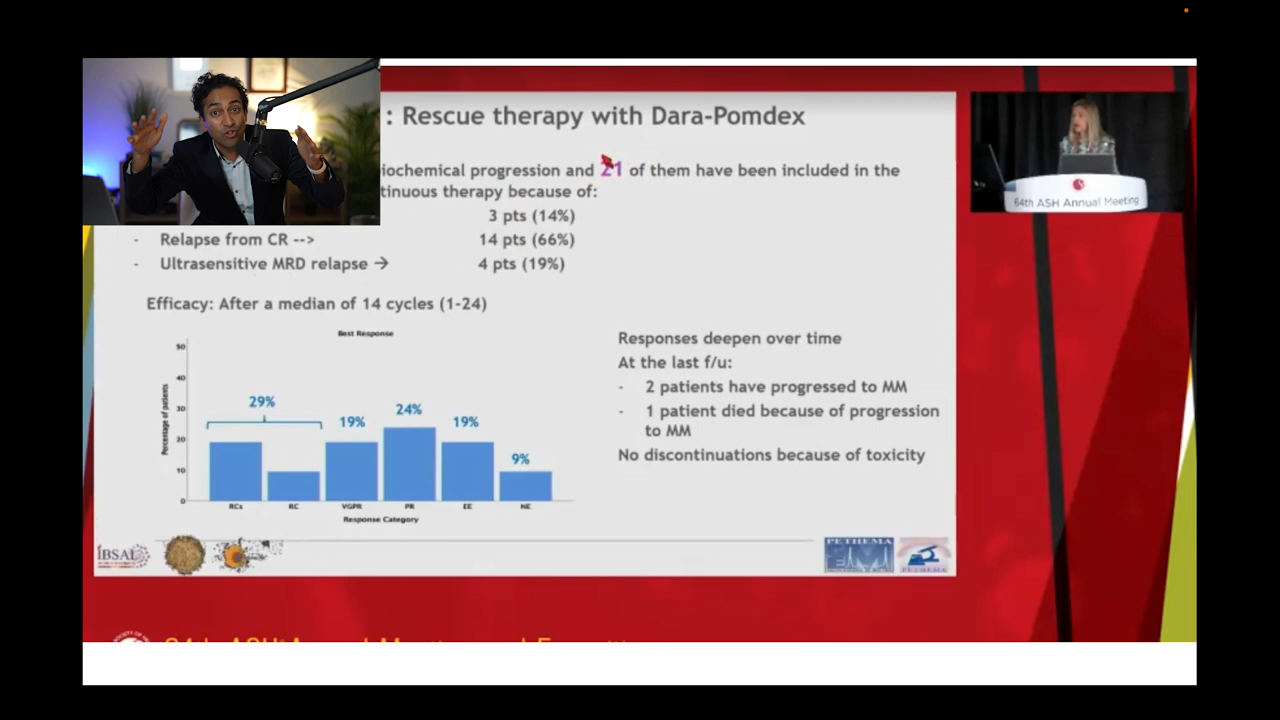 : Rescue therapy with Dara-Pomdex
iochemical progression and 21 of them have been included in the
tinuous therapy because of:
3 pts (14%)
- Relapse from CR --> 14 pts (66%)
- Ultrasensitive MRD relapse → 4 pts (19%)
Efficacy: After a median of 14 cycles (1-24)
Best Response
Percentage of patients
50
40
30
20
10
0
29%
19%
24%
19%
9%
RCs RC VGPR PR EE NE
Response Category
Responses deepen over time
At the last f/u:
- 2 patients have progressed to MM
- 1 patient died because of progression
to MM
No discontinuations because of toxicity
64th ASH Annual Meeting
IBSAL
PETHEMA
PETHEMA